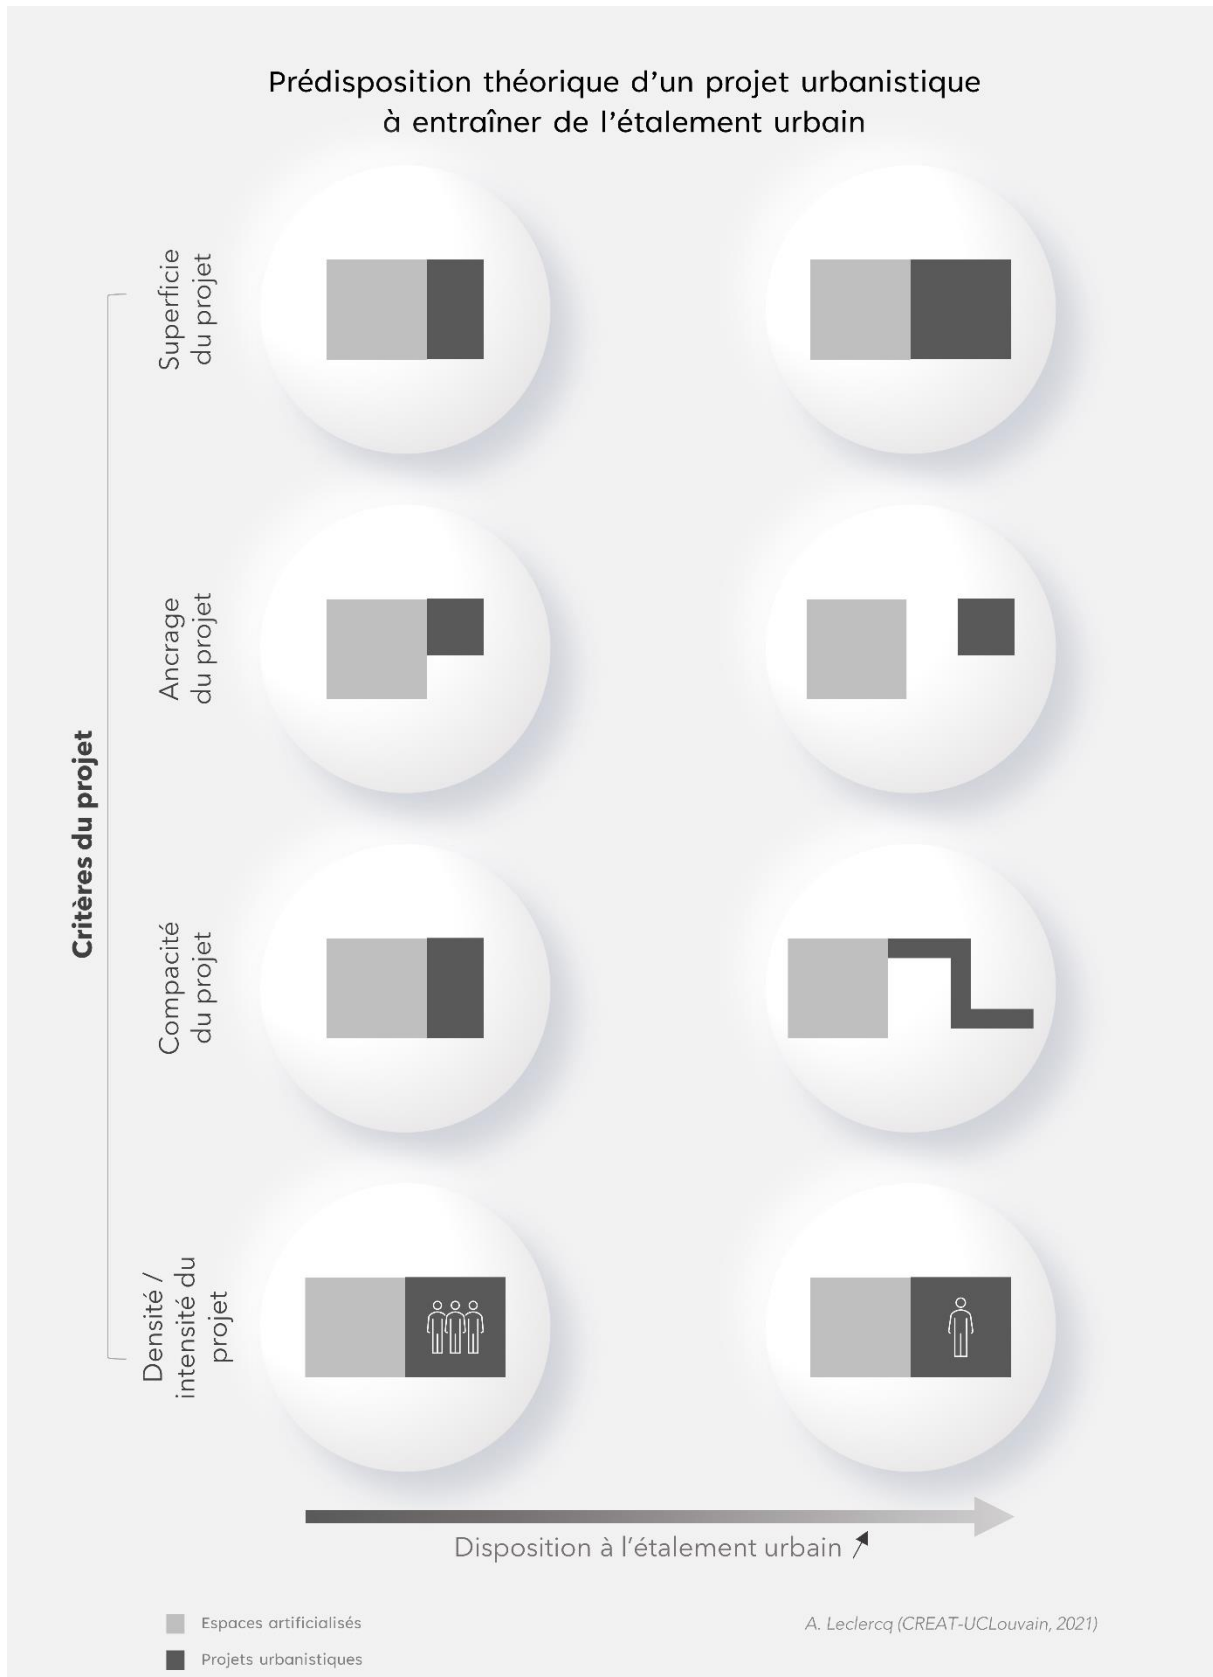 Prédisposition théorique d’un projet urbanistique
à entraîner de l’étalement urbain
Critères du projet
Superficie
du projet
Ancrage
du projet
Compacité
du projet
Densité /
intensité du
projet
Disposition à l’étalement urbain
Espaces artificialisés
Projets urbanistiques
A. Leclercq (CREAT-UCLouvain, 2021)